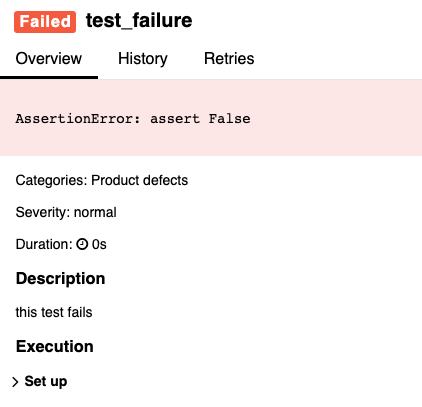 Failed test_failure
Overview History Retries
AssertionError: assert False
Categories: Product defects
Severity: normal
Duration: 0s
Description
this test fails
Execution
Set up